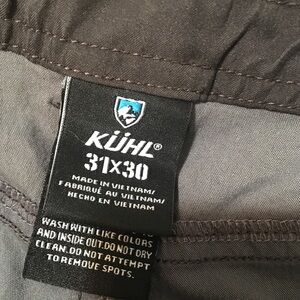 KÜHL®
31X30
MADE IN VIETNAM/
FABRIQUÉ AU VIETNAM/
HECHO EN VIETNAM
WASH WITH LIKE COLORS
AND INSIDE OUT. DO NOT DRY
CLEAN. DO NOT ATTEMPT
TO REMOVE SPOTS.